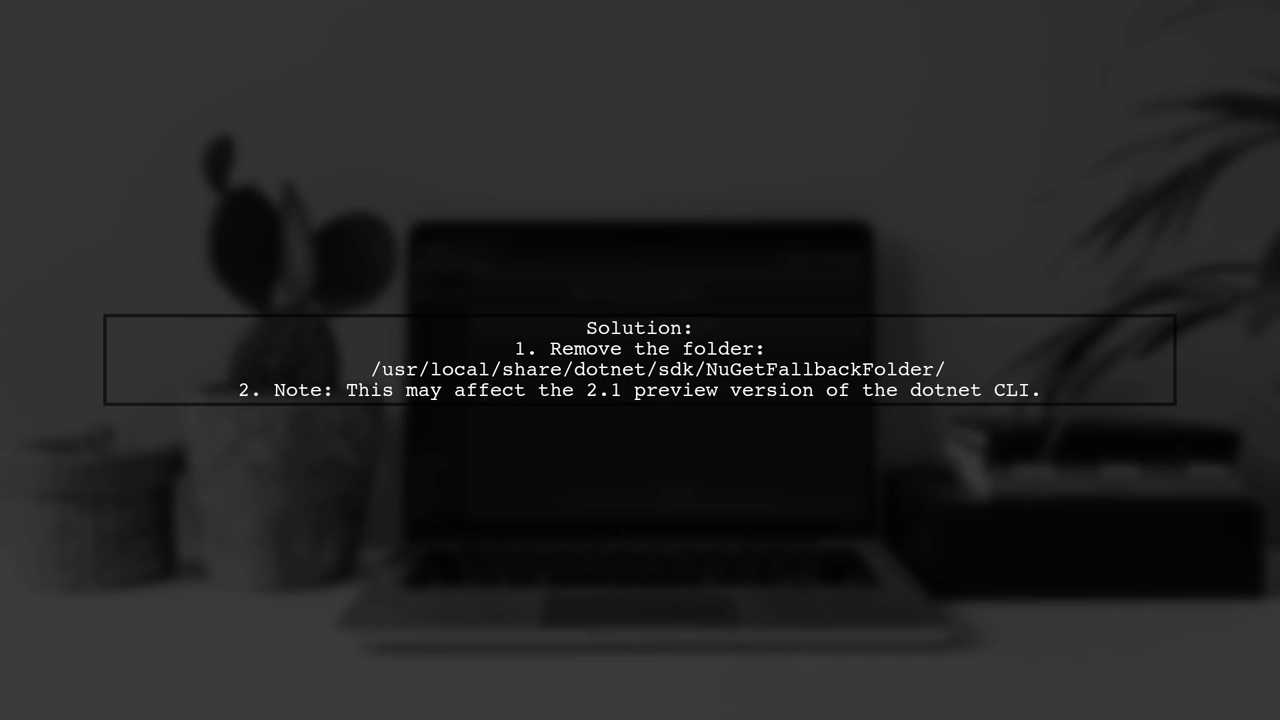 Solution:
1. Remove the folder:
/usr/local/share/dotnet/sdk/NuGetFallbackFolder/
2. Note: This may affect the 2.1 preview version of the dotnet CLI.